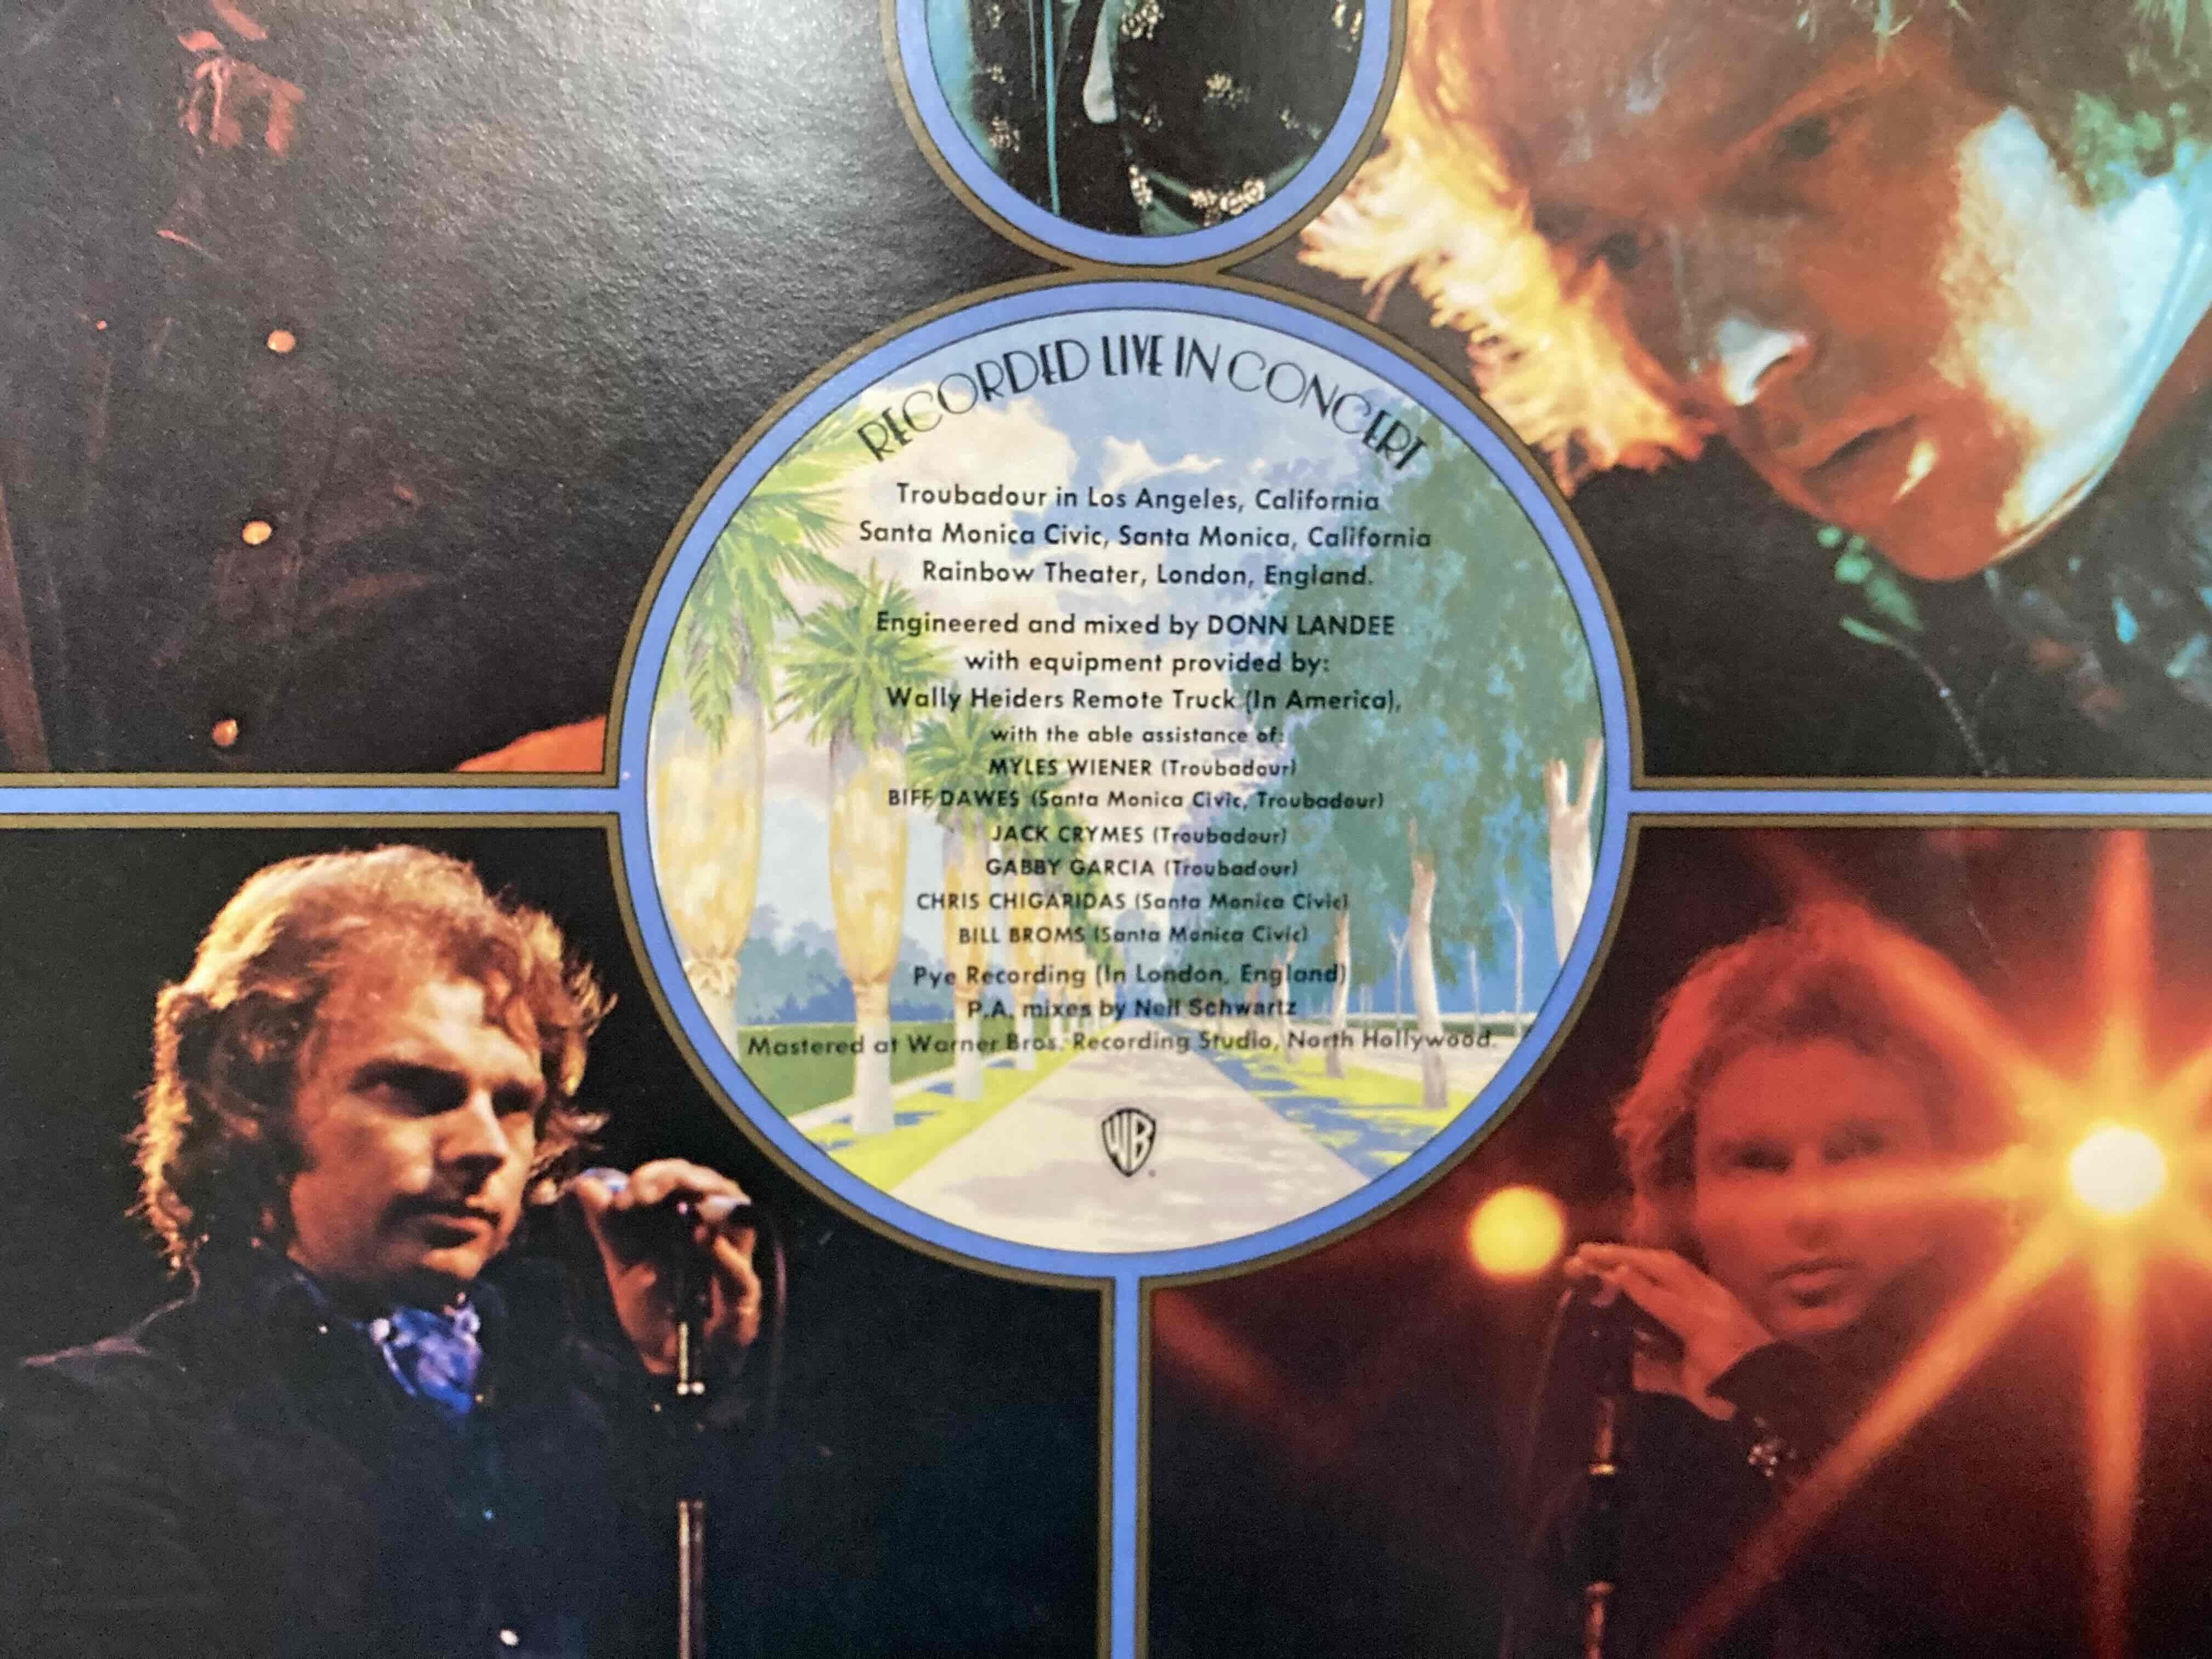 RECORDED LIVE IN CONCERT
Troubadour in Los Angeles, California
Santa Monica Civic, Santa Monica, California
Rainbow Theater, London, England.
Engineered and mixed by DONN LANDEE
with equipment provided by:
Wally Heiders Remote Truck (In America),
with the able assistance of:
MYLES WIENER (Troubadour)
BIFF DAWES (Santa Monica Civic, Troubadour)
JACK CRYMES (Troubadour)
GABBY GARCIA (Troubadour)
CHRIS CHIGARIDAS (Santa Monica Civic)
BILL BROMS (Santa Monica Civic)
Pye Recording (In London, England)
P.A. mixes by Neil Schwartz
Mastered at Warner Bros. Recording Studio, North Hollywood.
WB